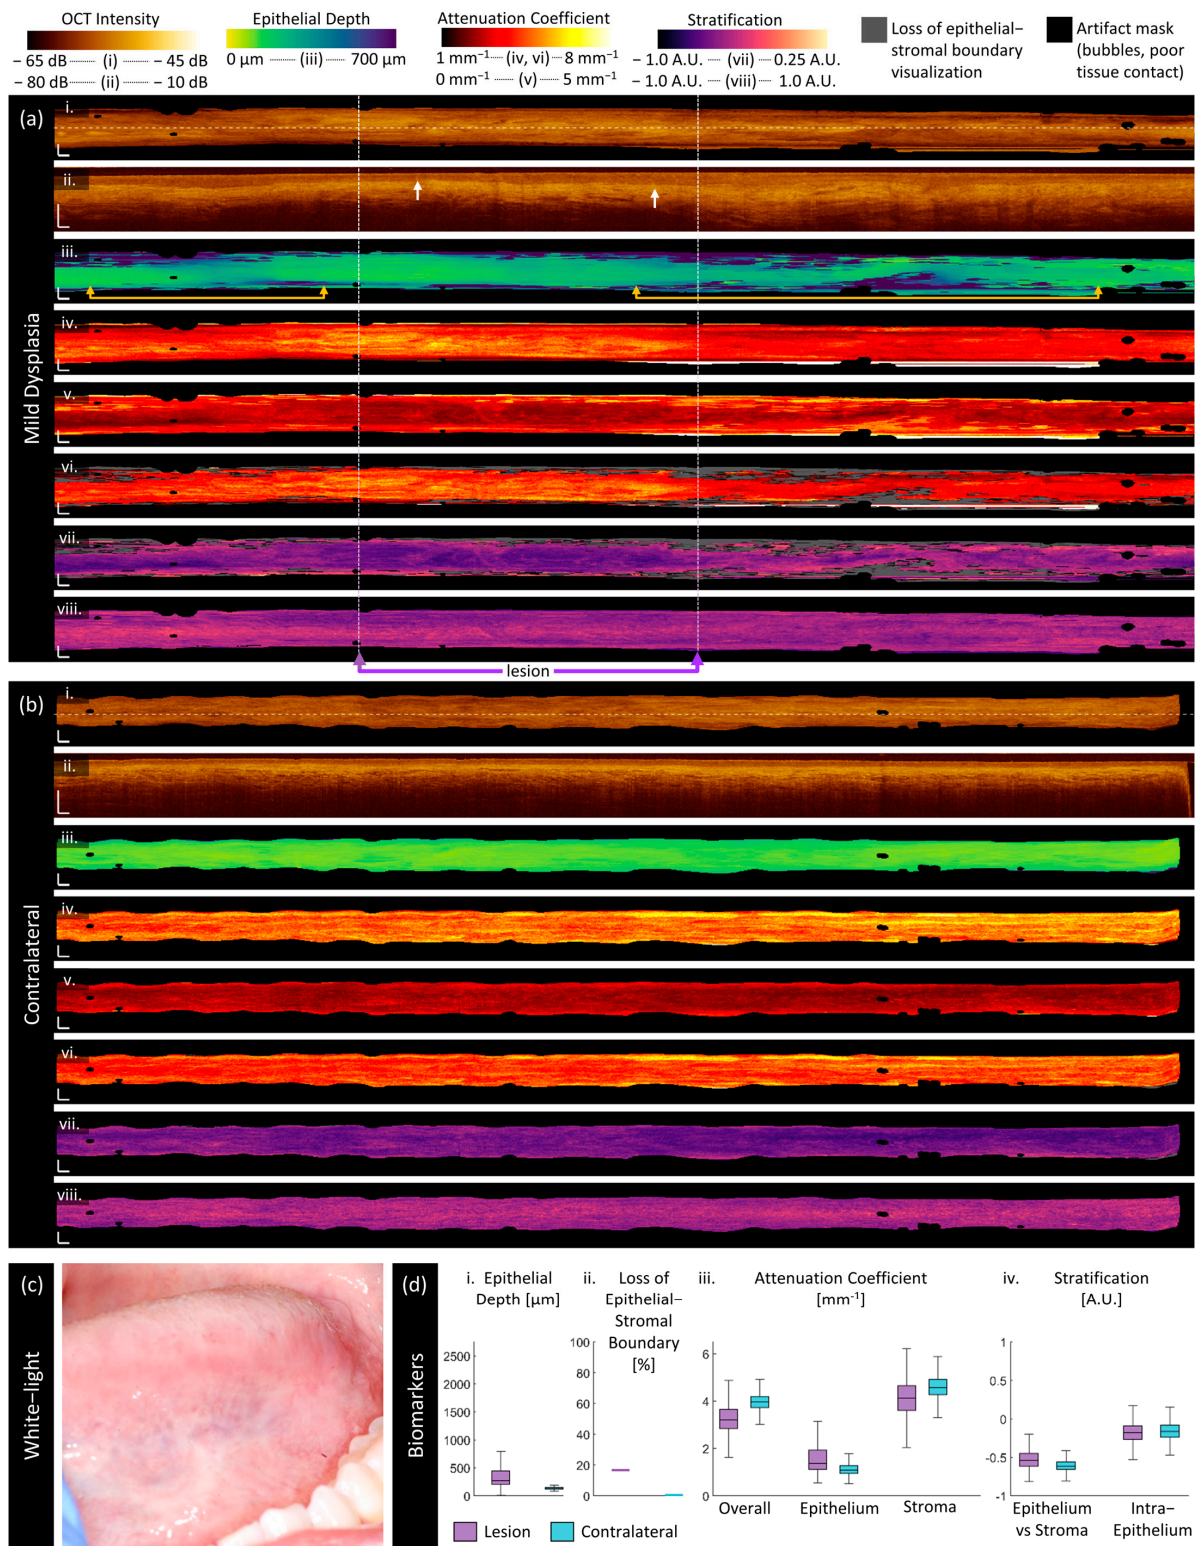 OCT Intensity
− 65 dB (i) − 45 dB
− 80 dB (ii) − 10 dB
Epithelial Depth
0 µm (iii) 700 µm
Attenuation Coefficient
1 mm⁻¹ (iv, vi) 8 mm⁻¹
0 mm⁻¹ (v) 5 mm⁻¹
Stratification
− 1.0 A.U. (vii) 0.25 A.U.
− 1.0 A.U. (viii) 1.0 A.U.
Loss of epithelial–
stromal boundary
visualization
Artifact mask
(bubbles, poor
tissue contact)
(a)
Mild Dysplasia
i.
ii.
iii.
iv.
v.
vi.
vii.
viii.
lesion
(b)
Contralateral
i.
ii.
iii.
iv.
v.
vi.
vii.
viii.
(c)
White–light
(d)
Biomarkers
i. Epithelial
Depth [µm]
2500
2000
1500
1000
500
0
ii. Loss of
Epithelial–
Stromal
Boundary
[%]
100
80
60
40
20
0
iii. Attenuation Coefficient
[mm⁻¹]
6
4
2
0
Overall
Epithelium
Stroma
iv. Stratification
[A.U.]
1
0.5
0
-0.5
-1
Epithelium
vs Stroma
Intra–
Epithelium
Lesion
Contralateral